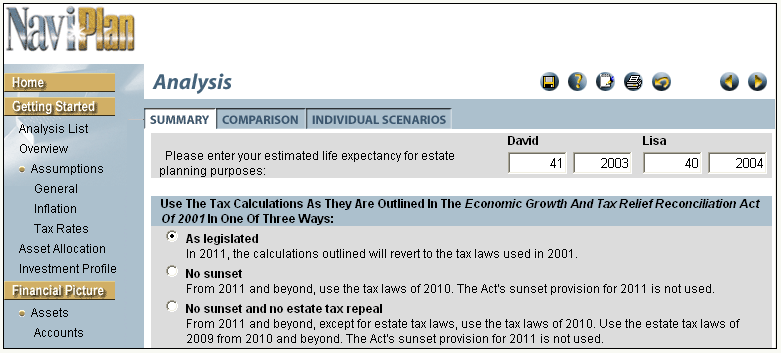 NaviPlan
Home
Getting Started
Analysis List
Overview
Assumptions
General
Inflation
Tax Rates
Asset Allocation
Investment Profile
Financial Picture
Assets
Accounts
Analysis
SUMMARY COMPARISON INDIVIDUAL SCENARIOS
David Lisa
Please enter your estimated life expectancy for estate
planning purposes:
41 2003 40 2004
Use The Tax Calculations As They Are Outlined In The Economic Growth And Tax Relief Reconciliation Act
Of 2001 In One Of Three Ways:
As legislated
In 2011, the calculations outlined will revert to the tax laws used in 2001.
No sunset
From 2011 and beyond, use the tax laws of 2010. The Act's sunset provision for 2011 is not used.
No sunset and no estate tax repeal
From 2011 and beyond, except for estate tax laws, use the tax laws of 2010. Use the estate tax laws of
2009 from 2010 and beyond. The Act's sunset provision for 2011 is not used.